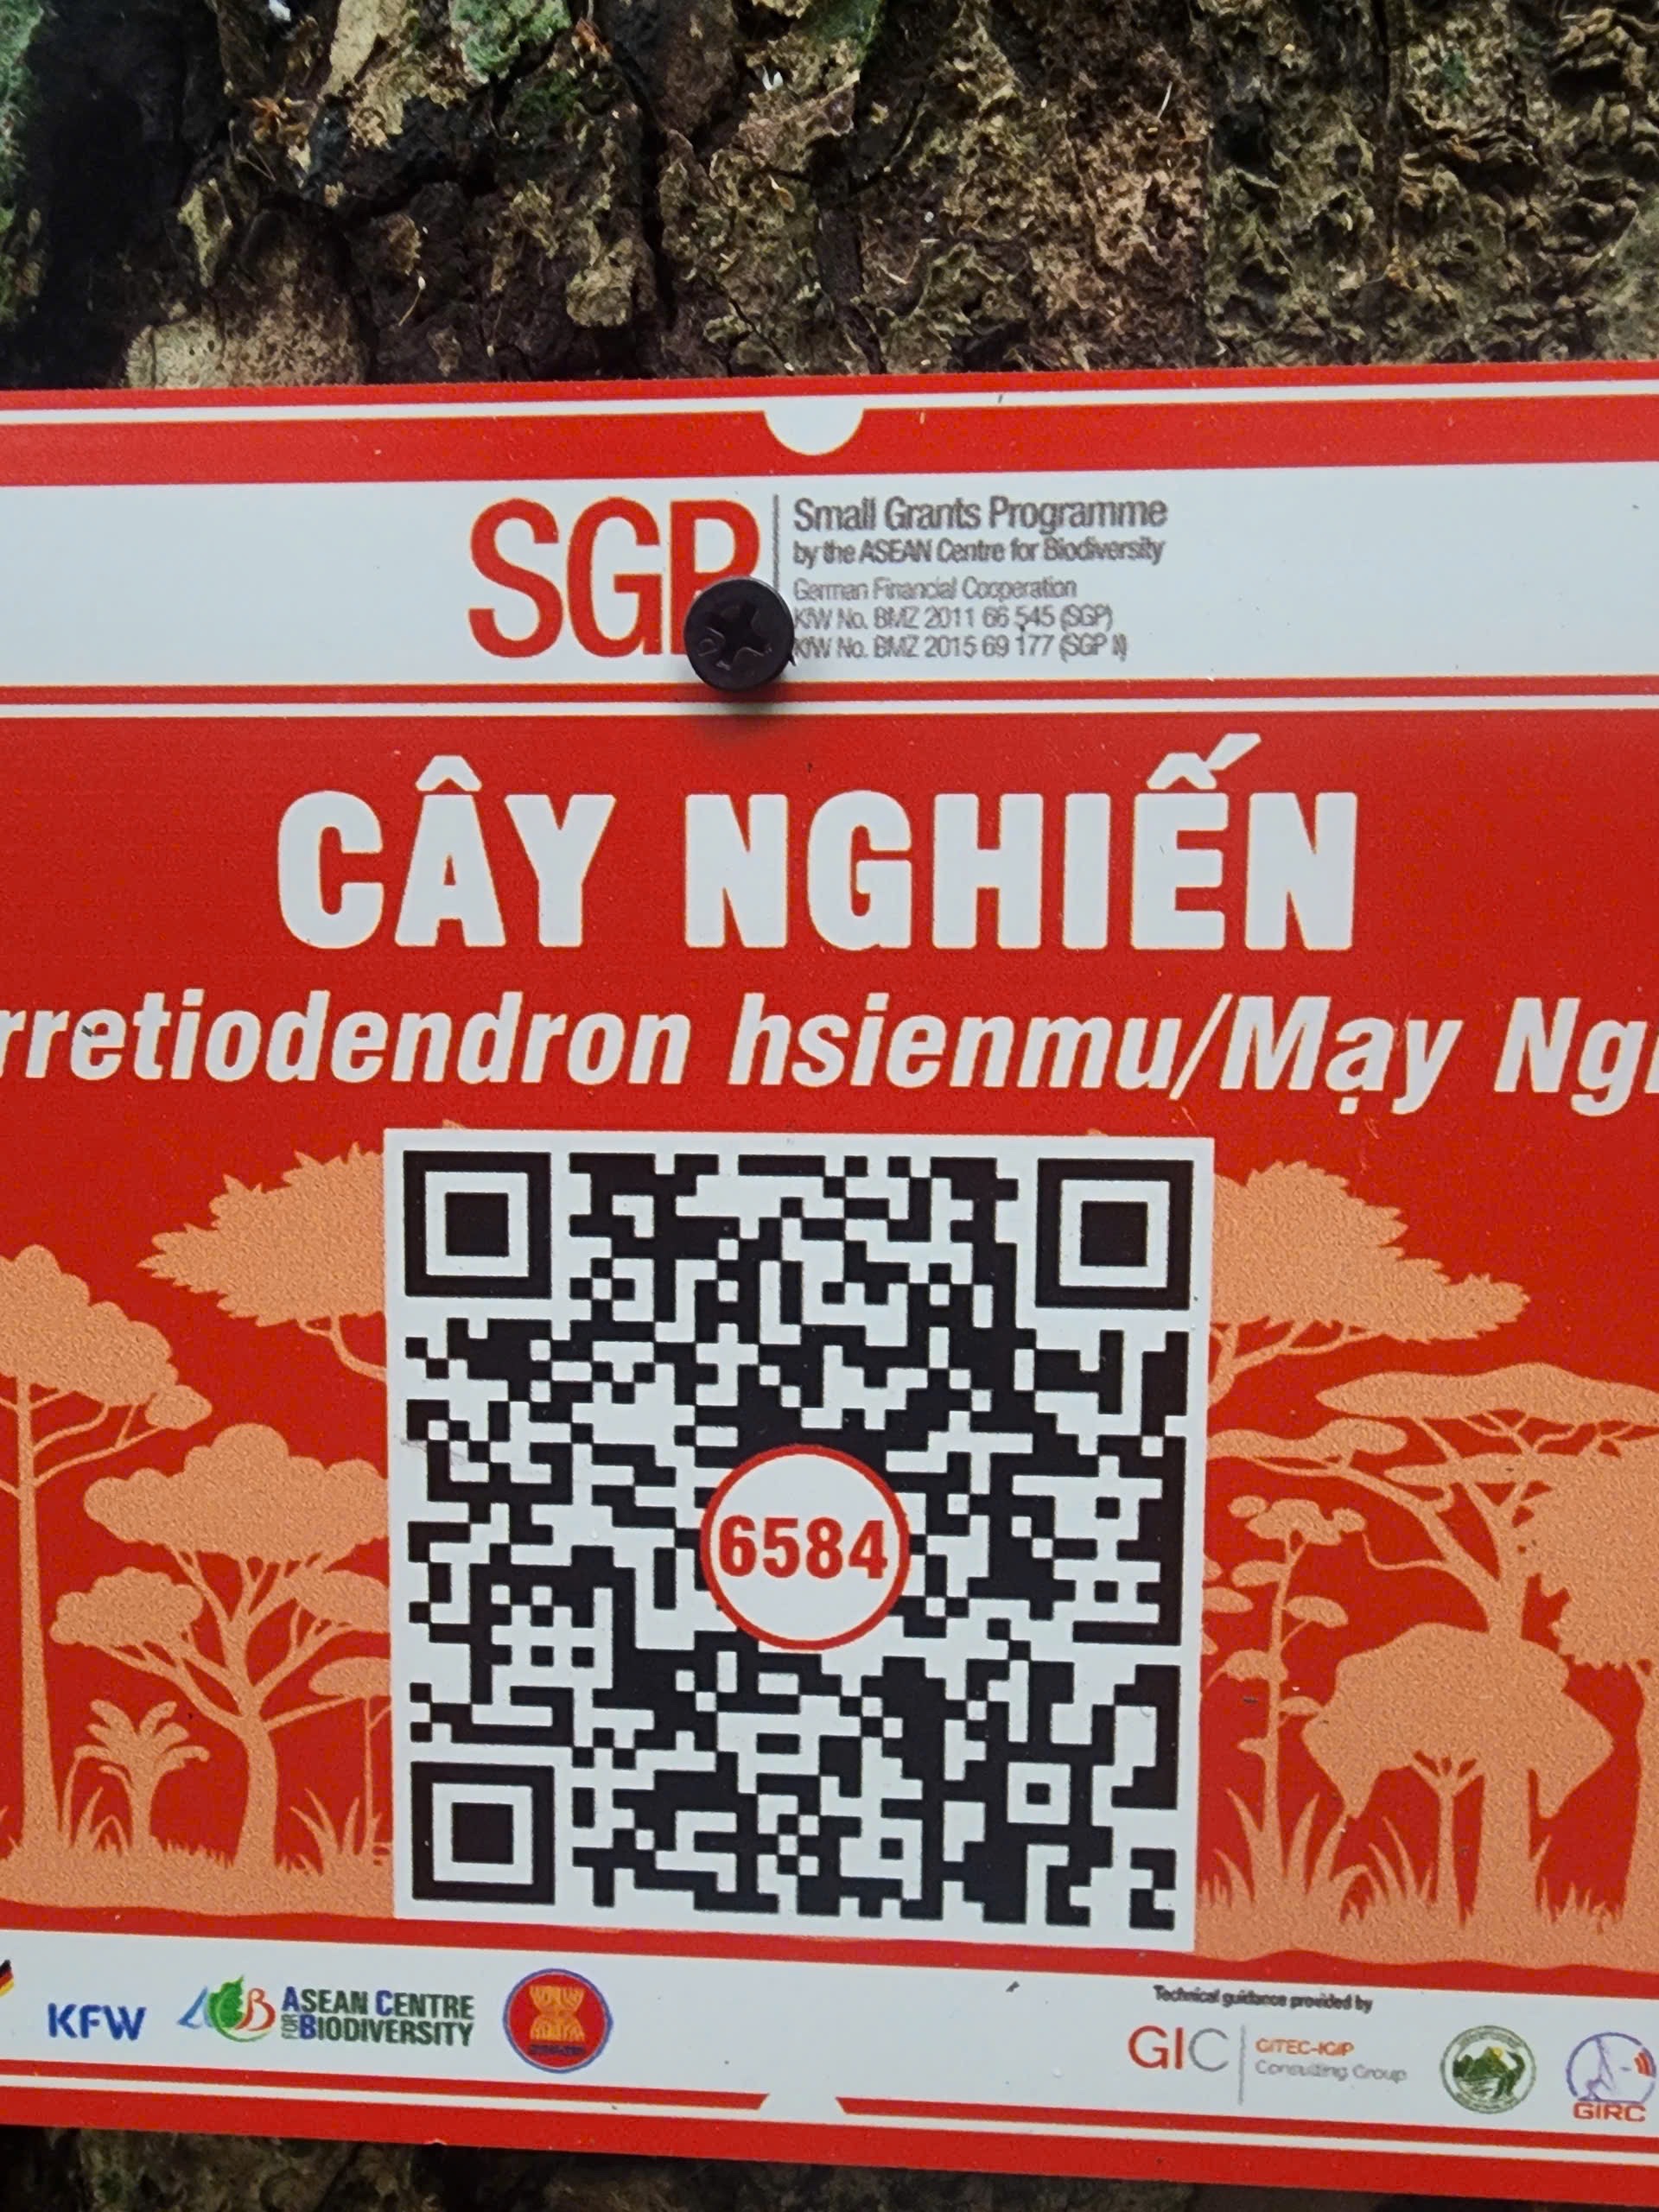 SGP
Small Grants Programme
by the ASEAN Centre for Biodiversity
German Financial Cooperation
KfW No. BMZ 2011 66 545 (SGP)
KfW No. BMZ 2015 69 177 (SGP II)
CÂY NGHIẾN
rretiodendron hsienmu/Mạy Ng
6584
KFW
ACB
ASEAN CENTRE
FOR BIODIVERSITY
Technical guidance provided by
GIC
GITEC-IGIP
Consulting Group
GIRC